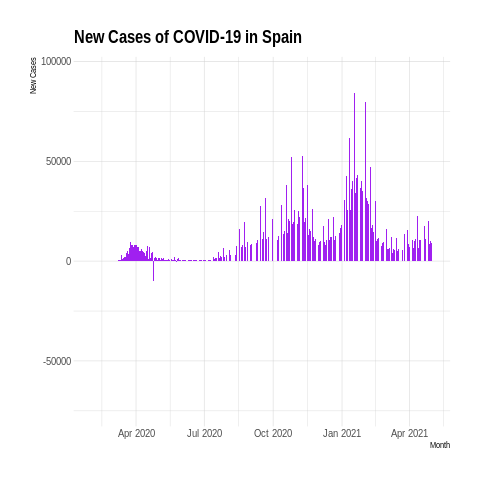 New Cases of COVID-19 in Spain
New Cases
100000
50000
0
-50000
Apr 2020
Jul 2020
Oct 2020
Jan 2021
Apr 2021
Month